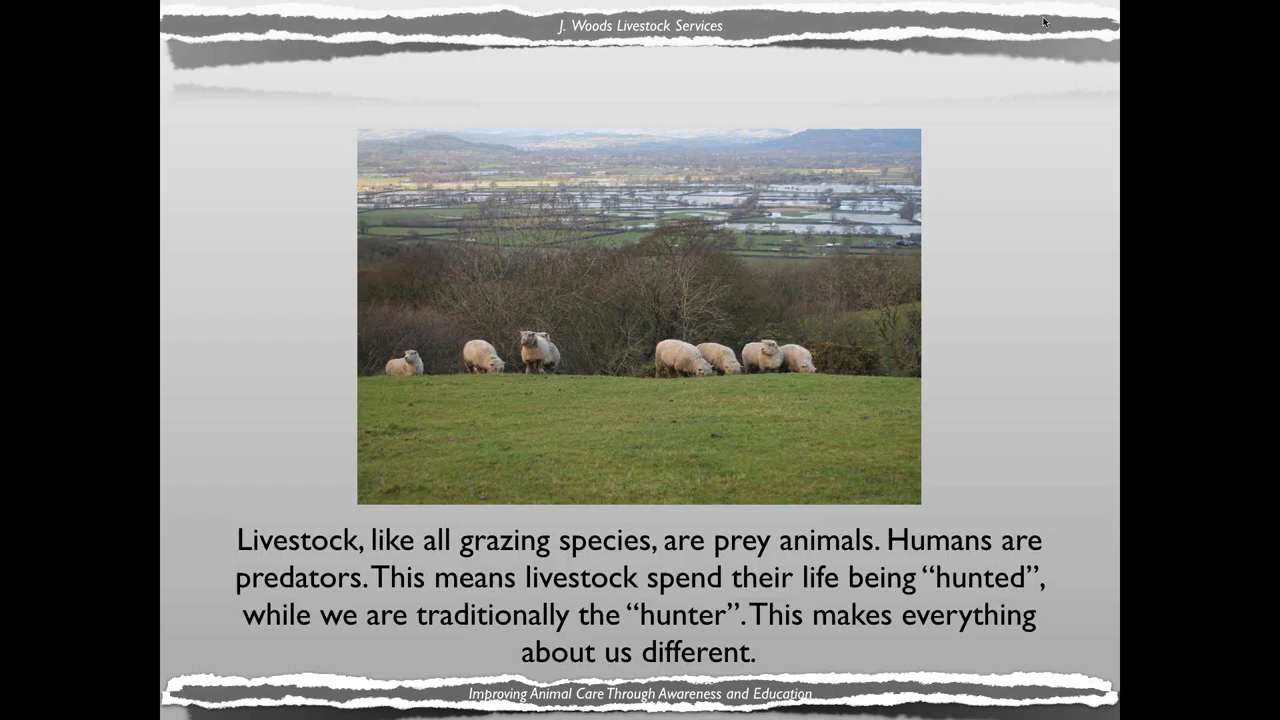 J. Woods Livestock Services
Livestock, like all grazing species, are prey animals. Humans are
predators. This means livestock spend their life being “hunted”,
while we are traditionally the “hunter”. This makes everything
about us different.
Improving Animal Care Through Awareness and Education